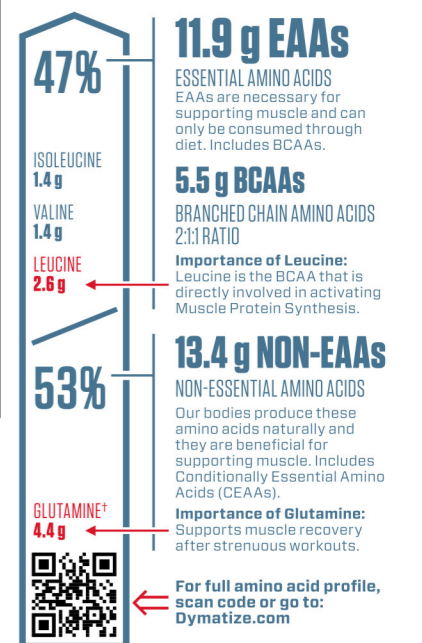 47%
ISOLEUCINE
1.4 g
VALINE
1.4 g
LEUCINE
2.6 g
11.9 g EAAs
ESSENTIAL AMINO ACIDS
EAAs are necessary for
supporting muscle and can
only be consumed through
diet. Includes BCAAs.
5.5 g BCAAs
BRANCHED CHAIN AMINO ACIDS
2:1:1 RATIO
Importance of Leucine:
Leucine is the BCAA that is
directly involved in activating
Muscle Protein Synthesis.
53%
GLUTAMINE†
4.4 g
13.4 g NON-EAAs
NON-ESSENTIAL AMINO ACIDS
Our bodies produce these
amino acids naturally and
they are beneficial for
supporting muscle. Includes
Conditionally Essential Amino
Acids (CEAAs).
Importance of Glutamine:
Supports muscle recovery
after strenuous workouts.
For full amino acid profile,
scan code or go to:
Dymatize.com